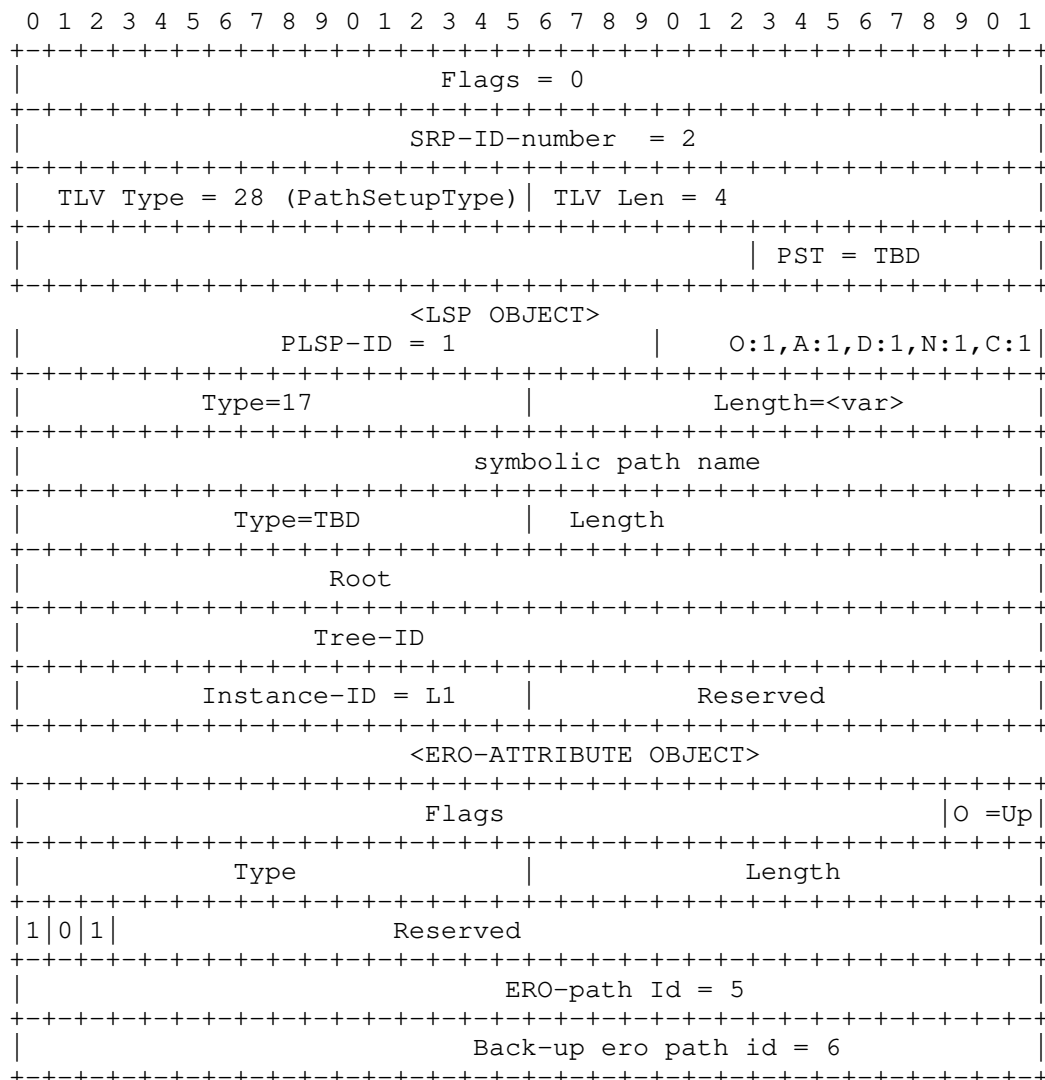 0 1 2 3 4 5 6 7 8 9 0 1 2 3 4 5 6 7 8 9 0 1 2 3 4 5 6 7 8 9 0 1
+-+-+-+-+-+-+-+-+-+-+-+-+-+-+-+-+-+-+-+-+-+-+-+-+-+-+-+-+-+-+-+-+
|                          Flags = 0                            |
+-+-+-+-+-+-+-+-+-+-+-+-+-+-+-+-+-+-+-+-+-+-+-+-+-+-+-+-+-+-+-+-+
|                        SRP-ID-number  = 2                     |
+-+-+-+-+-+-+-+-+-+-+-+-+-+-+-+-+-+-+-+-+-+-+-+-+-+-+-+-+-+-+-+-+
|  TLV Type = 28 (PathSetupType)| TLV Len = 4                   |
+-+-+-+-+-+-+-+-+-+-+-+-+-+-+-+-+-+-+-+-+-+-+-+-+-+-+-+-+-+-+-+-+
|                                             | PST = TBD       |
+-+-+-+-+-+-+-+-+-+-+-+-+-+-+-+-+-+-+-+-+-+-+-+-+-+-+-+-+-+-+-+-+
                         <LSP OBJECT>
|                PLSP-ID = 1            |    O:1,A:1,D:1,N:1,C:1|
+-+-+-+-+-+-+-+-+-+-+-+-+-+-+-+-+-+-+-+-+-+-+-+-+-+-+-+-+-+-+-+-+
|           Type=17             |           Length=<var>        |
+-+-+-+-+-+-+-+-+-+-+-+-+-+-+-+-+-+-+-+-+-+-+-+-+-+-+-+-+-+-+-+-+
|                            symbolic path name                 |
+-+-+-+-+-+-+-+-+-+-+-+-+-+-+-+-+-+-+-+-+-+-+-+-+-+-+-+-+-+-+-+-+
|             Type=TBD          |  Length                       |
+-+-+-+-+-+-+-+-+-+-+-+-+-+-+-+-+-+-+-+-+-+-+-+-+-+-+-+-+-+-+-+-+
|                   Root                                        |
+-+-+-+-+-+-+-+-+-+-+-+-+-+-+-+-+-+-+-+-+-+-+-+-+-+-+-+-+-+-+-+-+
|                  Tree-ID                                      |
+-+-+-+-+-+-+-+-+-+-+-+-+-+-+-+-+-+-+-+-+-+-+-+-+-+-+-+-+-+-+-+-+
|           Instance-ID = L1    |          Reserved             |
+-+-+-+-+-+-+-+-+-+-+-+-+-+-+-+-+-+-+-+-+-+-+-+-+-+-+-+-+-+-+-+-+
                         <ERO-ATTRIBUTE OBJECT>
+-+-+-+-+-+-+-+-+-+-+-+-+-+-+-+-+-+-+-+-+-+-+-+-+-+-+-+-+-+-+-+-+
|                         Flags                           |O =Up|
+-+-+-+-+-+-+-+-+-+-+-+-+-+-+-+-+-+-+-+-+-+-+-+-+-+-+-+-+-+-+-+-+
|             Type              |             Length            |
+-+-+-+-+-+-+-+-+-+-+-+-+-+-+-+-+-+-+-+-+-+-+-+-+-+-+-+-+-+-+-+-+
|1|0|1|                 Reserved                                |
+-+-+-+-+-+-+-+-+-+-+-+-+-+-+-+-+-+-+-+-+-+-+-+-+-+-+-+-+-+-+-+-+
|                              ERO-path Id = 5                  |
+-+-+-+-+-+-+-+-+-+-+-+-+-+-+-+-+-+-+-+-+-+-+-+-+-+-+-+-+-+-+-+-+
|                            Back-up ero path id = 6            |
+-+-+-+-+-+-+-+-+-+-+-+-+-+-+-+-+-+-+-+-+-+-+-+-+-+-+-+-+-+-+-+-+